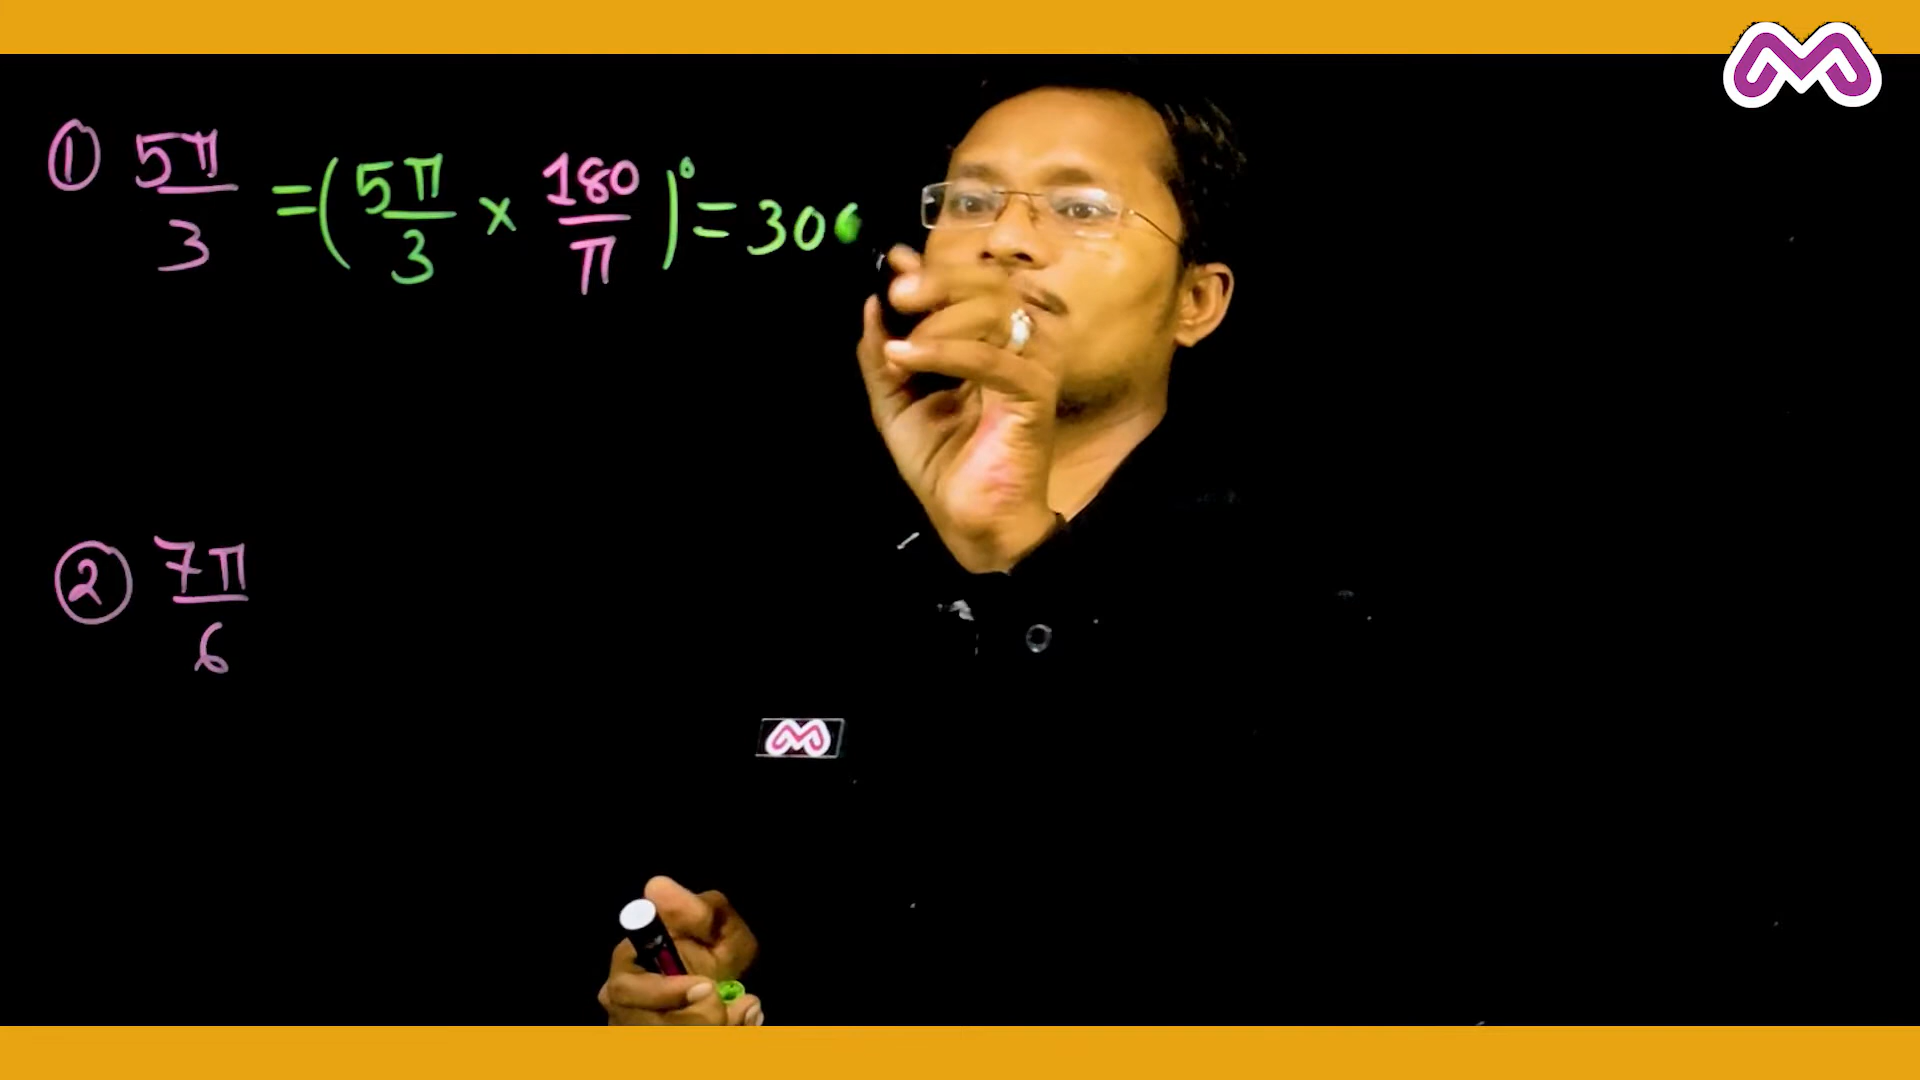 ① 5π/3 = (5π/3 × 180/π)° = 300
② 7π/6